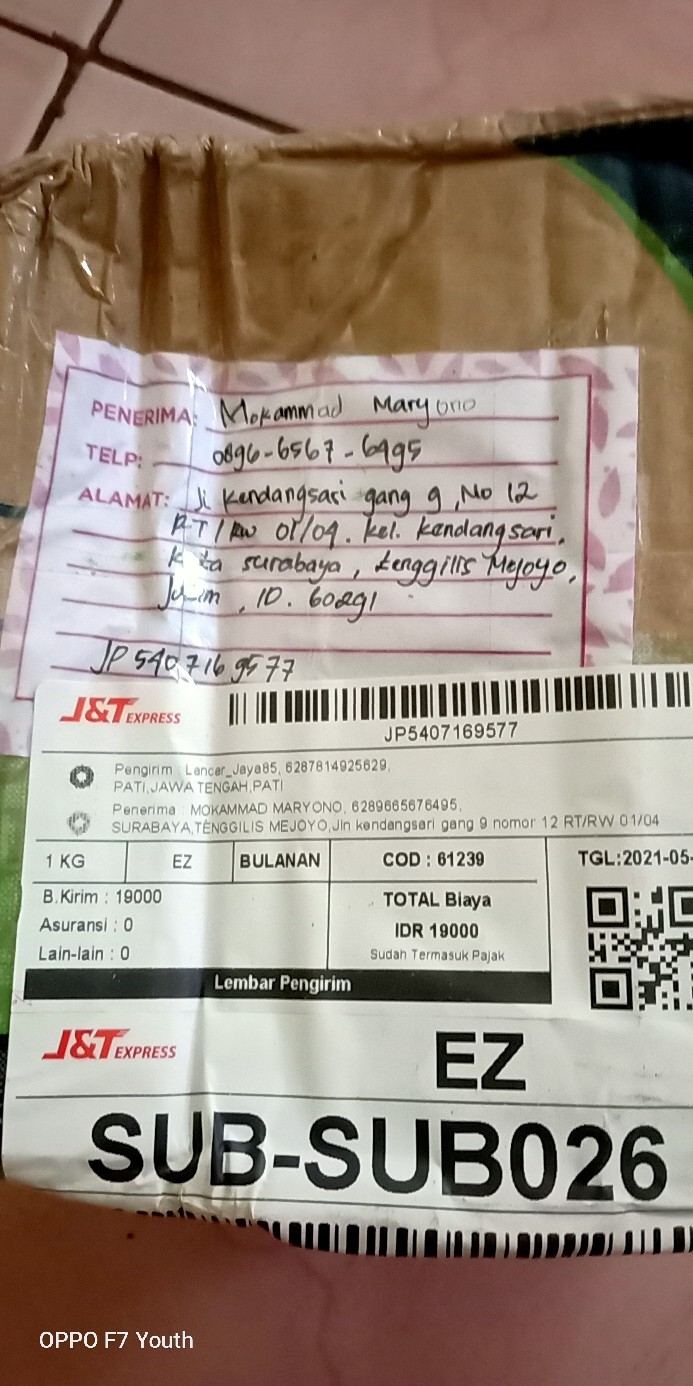 PENERIMA: Mokammad Maryono
TELP: 0896-6567-6495
ALAMAT: Jl Kendangsari gang 9, No 12
RT/RW 01/04. kel. kendangsari,
Kota surabaya, tenggilis Mejoyo,
Jatim, ID. 60291
JP5407169577
J&T EXPRESS
JP5407169577
Pengirim : Lancar_Jaya85, 6287814925629,
PATI,JAWA TENGAH,PATI
Penerima : MOKAMMAD MARYONO, 6289665676495,
SURABAYA,TENGGILIS MEJOYO,Jln kendangsari gang 9 nomor 12 RT/RW 01/04
1 KG EZ BULANAN COD : 61239 TGL:2021-05-
B.Kirim : 19000 TOTAL Biaya
Asuransi : 0 IDR 19000
Lain-lain : 0 Sudah Termasuk Pajak
Lembar Pengirim
J&T EXPRESS EZ
SUB-SUB026
OPPO F7 Youth